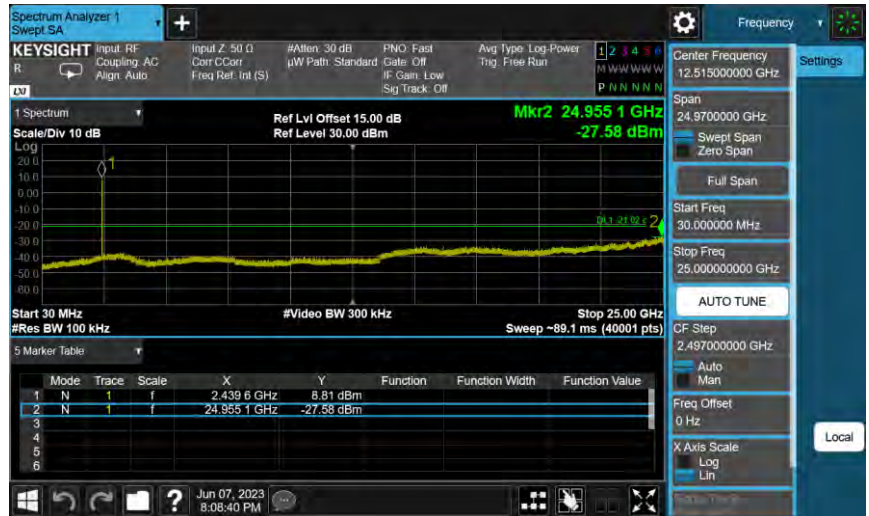 Spectrum Analyzer 1
Swept SA
+
Frequency
KEYSIGHT
R
LXI
Input: RF
Coupling: AC
Align: Auto
Input Z: 50 Ω
Corr CCorr
Freq Ref: Int (S)
#Atten: 30 dB
µW Path: Standard
PNO: Fast
Gate: Off
IF Gain: Low
Sig Track: Off
Avg Type: Log-Power
Trig: Free Run
1 2 3 4 5 6
M W W W W W
P N N N N N
1 Spectrum
Scale/Div 10 dB
Ref Lvl Offset 15.00 dB
Ref Level 30.00 dBm
Mkr2 24.955 1 GHz
-27.58 dBm
Log
20.0
10.0
0.00
-10.0
-20.0
-30.0
-40.0
-50.0
-60.0
1
2
Start 30 MHz
#Res BW 100 kHz
#Video BW 300 kHz
Stop 25.00 GHz
Sweep ~89.1 ms (40001 pts)
5 Marker Table
Mode Trace Scale X Y Function Function Width Function Value
1 N 1 f 2.439 6 GHz 8.81 dBm
2 N 1 f 24.955 1 GHz -27.58 dBm
3
4
5
6
?
Jun 07, 2023
8:08:40 PM
Center Frequency
12.515000000 GHz
Span
24.9700000 GHz
Swept Span
Zero Span
Full Span
Start Freq
30.000000 MHz
Stop Freq
25.000000000 GHz
AUTO TUNE
CF Step
2.497000000 GHz
Auto
Man
Freq Offset
0 Hz
X Axis Scale
Log
Lin
Settings
Local